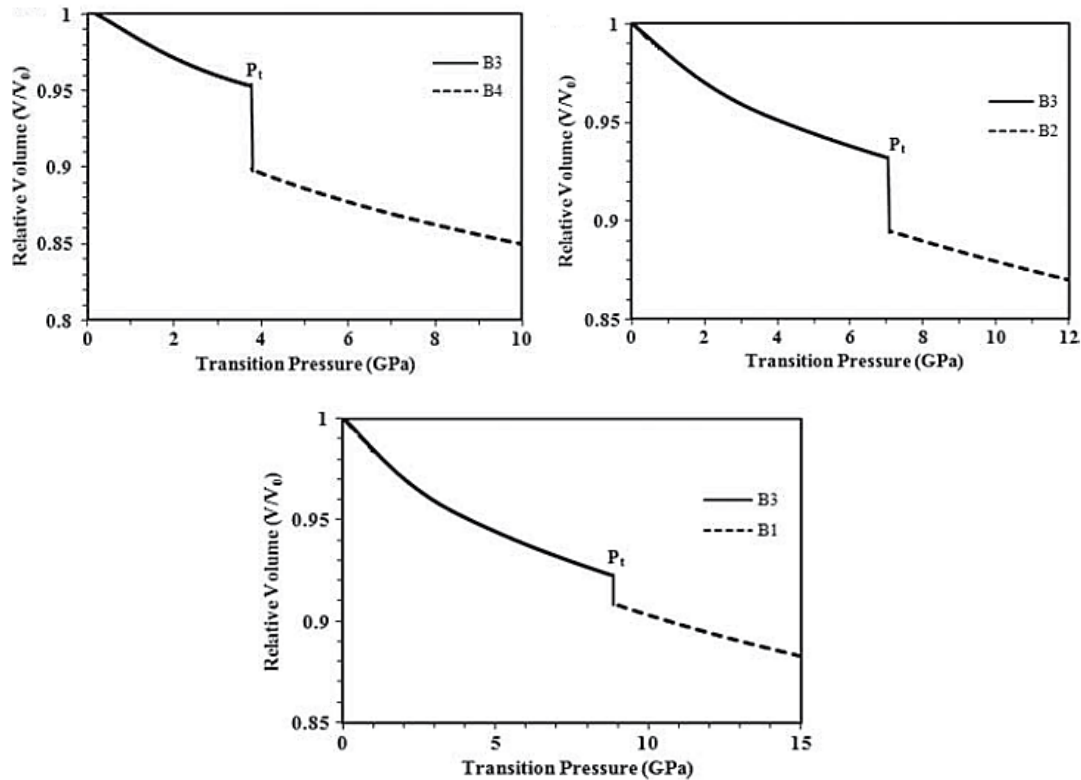 1
0.95
0.9
0.85
0.8
Relative Volume (V/V₀)
Pₜ
B3
B4
0 2 4 6 8 10
Transition Pressure (GPa)
1
0.95
0.9
0.85
Relative Volume (V/V₀)
Pₜ
B3
B2
0 2 4 6 8 10 12
Transition Pressure (GPa)
1
0.95
0.9
0.85
Relative Volume (V/V₀)
Pₜ
B3
B1
0 5 10 15
Transition Pressure (GPa)